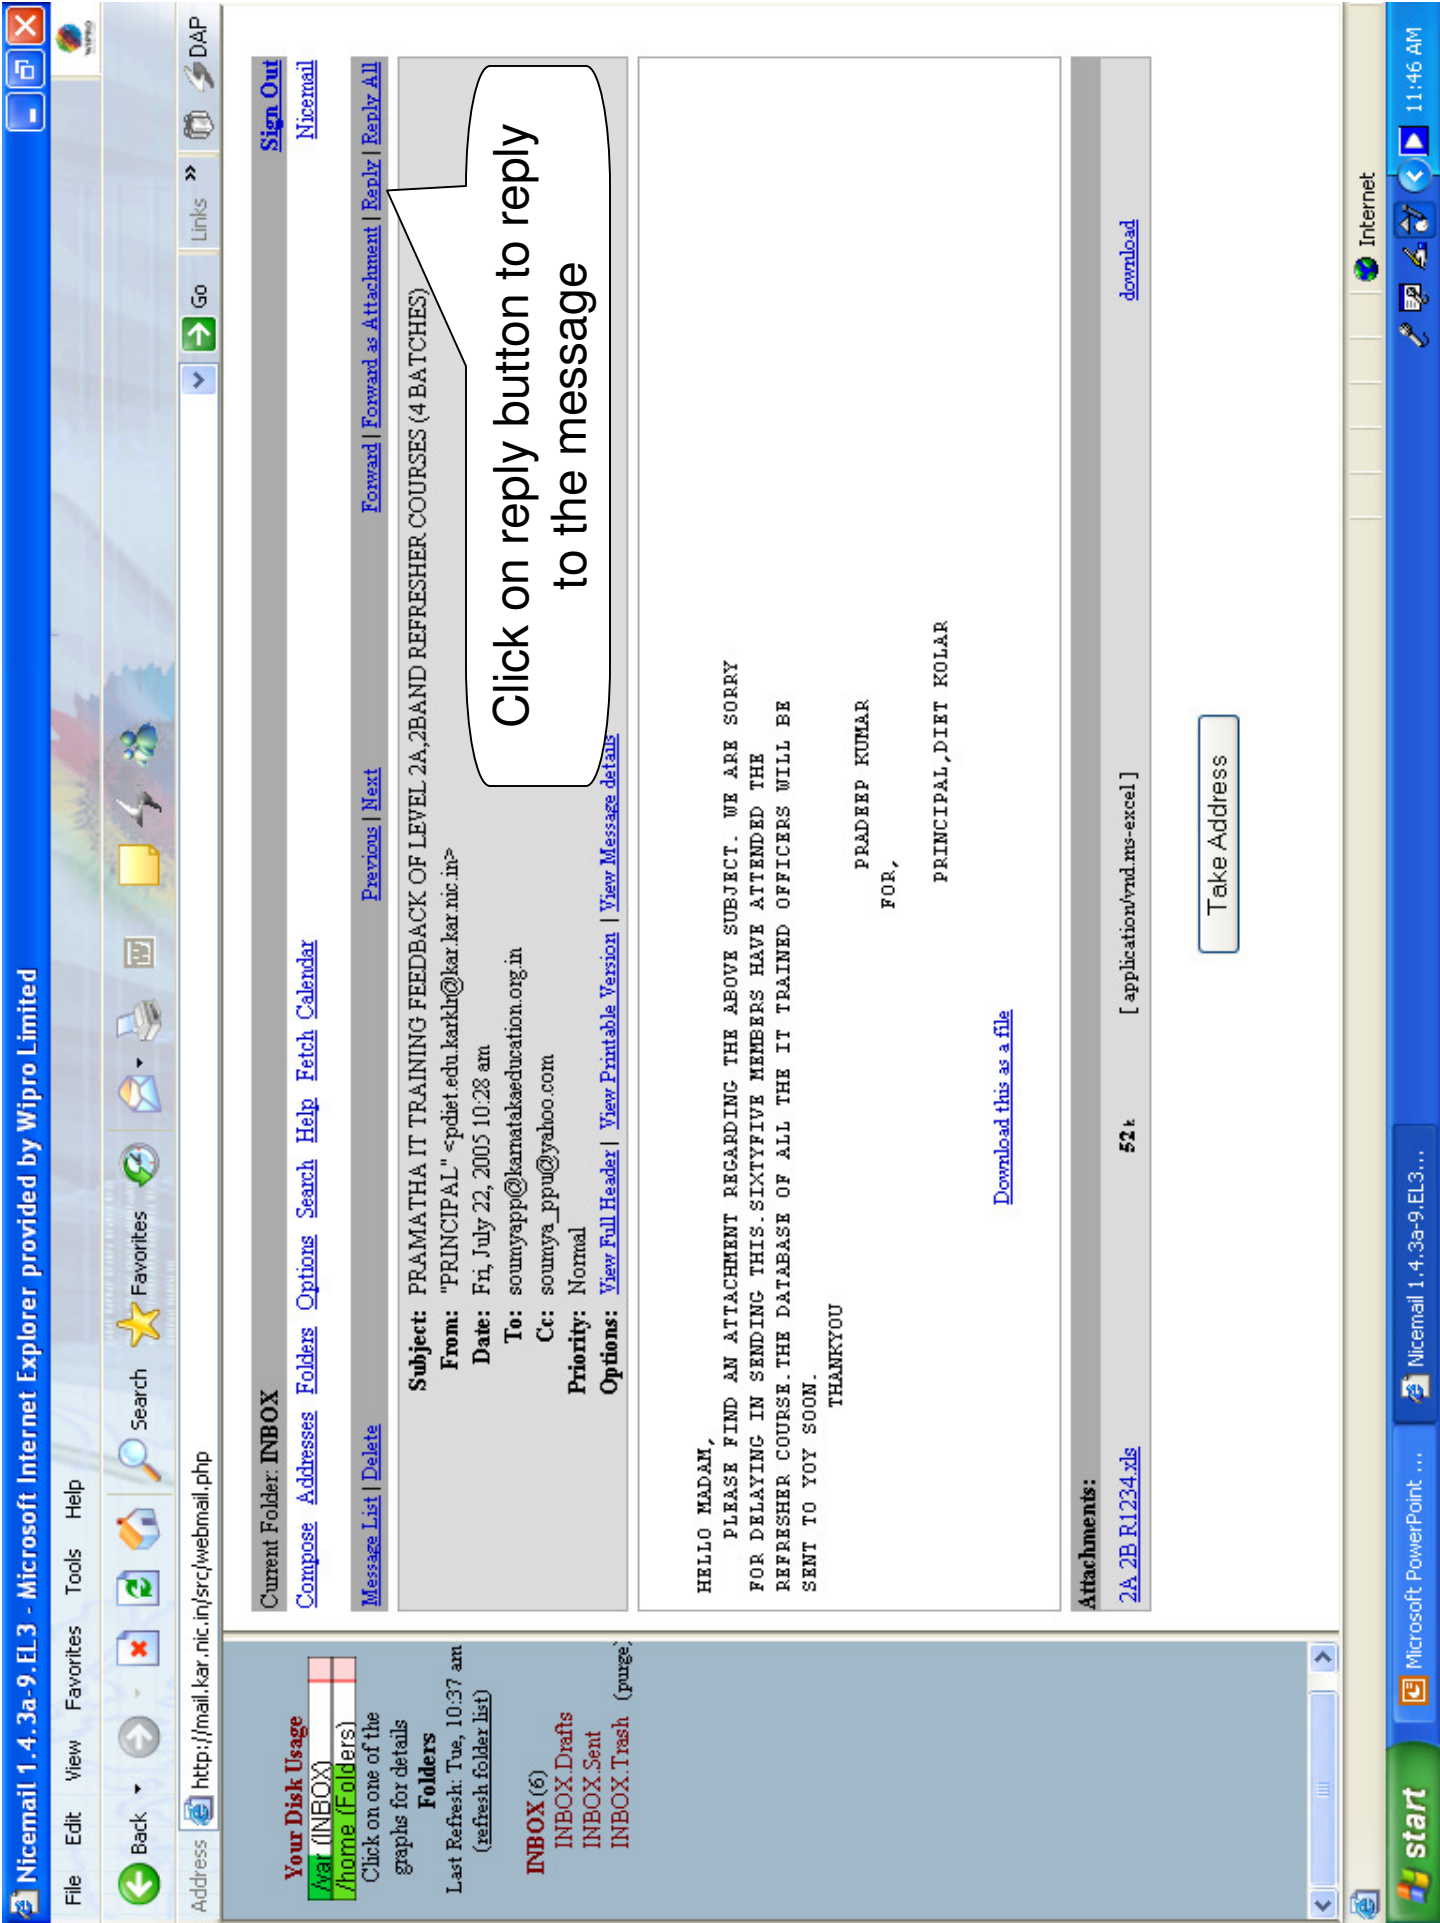 Nicemail 1.4.3a-9.EL3 - Microsoft Internet Explorer provided by Wipro Limited
File Edit View Favorites Tools Help
WIPRO
Back Search Favorites
Address http://mail.kar.nic.in/src/webmail.php Go Links » DAP
Your Disk Usage
/var (INBOX)
/home (Folders)
Click on one of the
graphs for details
Folders
Last Refresh: Tue, 10:37 am
(refresh folder list)
INBOX (6)
INBOX.Drafts
INBOX.Sent
INBOX.Trash (purge)
Current Folder: INBOX Sign Out
Compose Addresses Folders Options Search Help Fetch Calendar Nicemail
Message List | Delete Previous | Next Forward | Forward as Attachment | Reply | Reply All
Subject: PRAMATHA IT TRAINING FEEDBACK OF LEVEL 2A,2BAND REFRESHER COURSES (4 BATCHES)
From: "PRINCIPAL" <pdiet.edu.karklr@kar.kar.nic.in>
Date: Fri, July 22, 2005 10:28 am
To: soumyapp@karnatakaeducation.org.in
Cc: soumya_ppu@yahoo.com
Priority: Normal
Options: View Full Header | View Printable Version | View Message details
Click on reply button to reply
to the message
HELLO MADAM,
PLEASE FIND AN ATTACHMENT REGARDING THE ABOVE SUBJECT. WE ARE SORRY
FOR DELAYING IN SENDING THIS.SIXTYFIVE MEMBERS HAVE ATTENDED THE
REFRESHER COURSE.THE DATABASE OF ALL THE IT TRAINED OFFICERS WILL BE
SENT TO YOY SOON.
THANKYOU
PRADEEP KUMAR
FOR,
PRINCIPAL,DIET KOLAR
Download this as a file
Attachments:
2A 2B R1234.xls 52 k [ application/vnd.ms-excel ] download
Take Address
Internet
start Microsoft PowerPoint ... Nicemail 1.4.3a-9.EL3... 11:46 AM